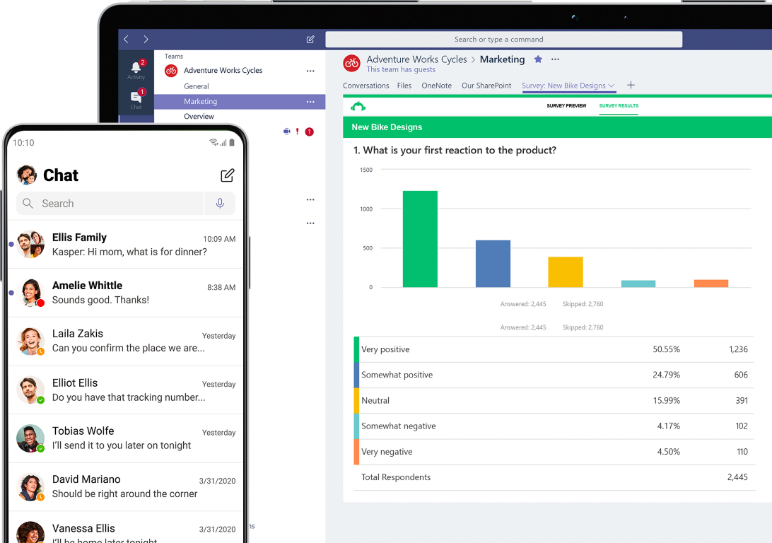 Search or type a command
Teams
2
Activity
Adventure Works Cycles
General
1
Chat
Marketing
Overview
1
Adventure Works Cycles > Marketing
This team has guests
Conversations Files OneNote Our SharePoint Survey: New Bike Designs
SURVEY PREVIEW SURVEY RESULTS
New Bike Designs
1. What is your first reaction to the product?
1500
1000
500
0
Answered: 2,445 Skipped: 2,760
Answered: 2,445 Skipped: 2,760
Very positive 50.55% 1,236
Somewhat positive 24.79% 606
Neutral 15.99% 391
Somewhat negative 4.17% 102
Very negative 4.50% 110
Total Respondents 2,445
10:10
Chat
Search
Ellis Family 10:09 AM
Kasper: Hi mom, what is for dinner?
Amelie Whittle 8:38 AM
Sounds good. Thanks!
Laila Zakis Yesterday
Can you confirm the place we are...
Elliot Ellis Yesterday
Do you have that tracking number...
Tobias Wolfe Yesterday
I'll send it to you later on tonight
David Mariano 3/31/2020
Should be right around the corner
Vanessa Ellis 3/31/2020
I'll be home later tonight